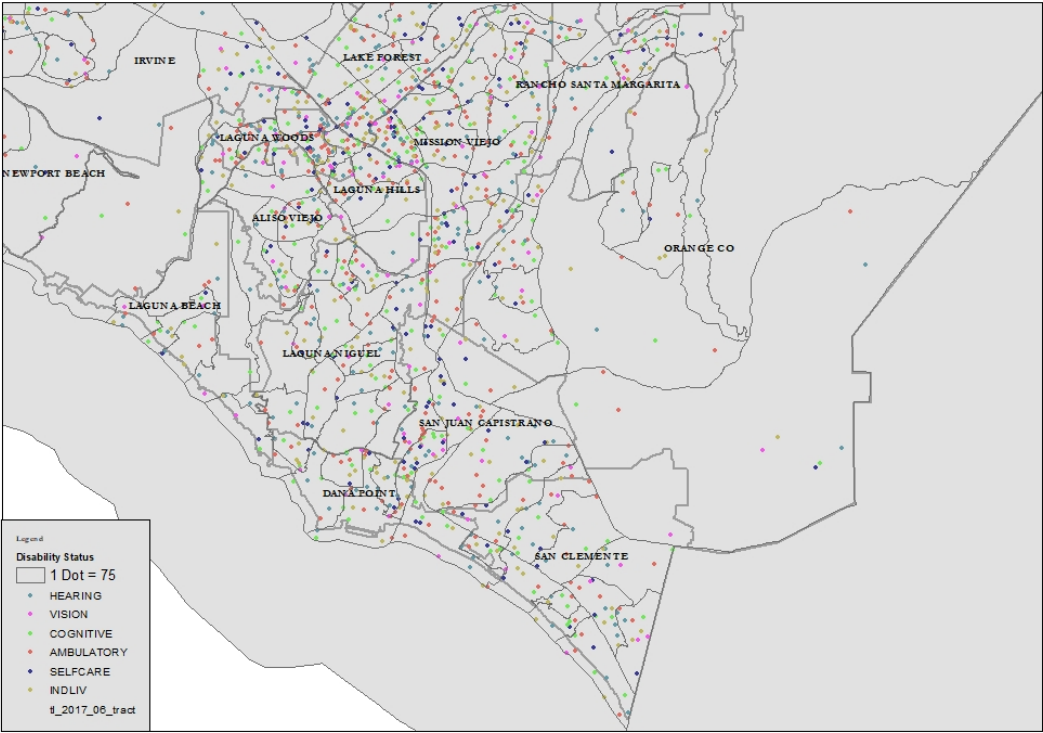 IRVINE
LAKE FOREST
RANCHO SANTA MARGARITA
LAGUNA WOODS
MISSION VIEJO
NEWPORT BEACH
LAGUNA HILLS
ALISO VIEJO
ORANGE CO
LAGUNA BEACH
LAGUNA NIGUEL
SAN JUAN CAPISTRANO
DANA POINT
SAN CLEMENTE
Legend
Disability Status
1 Dot = 75
HEARING
VISION
COGNITIVE
AMBULATORY
SELFCARE
INDLIV
tl_2017_06_tract